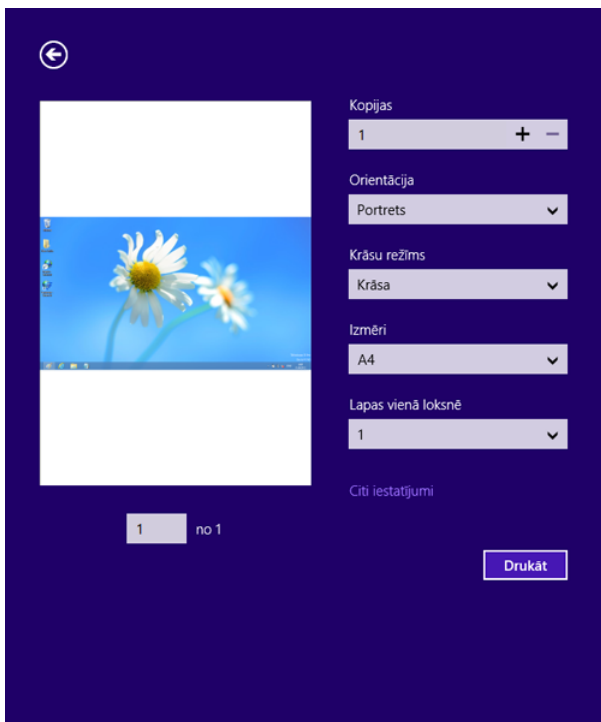 Kopijas
1
Orientācija
Portrets
Krāsu režīms
Krāsa
Izmēri
A4
Lapas vienā loksnē
1
Citi iestatījumi
1 no 1
Drukāt